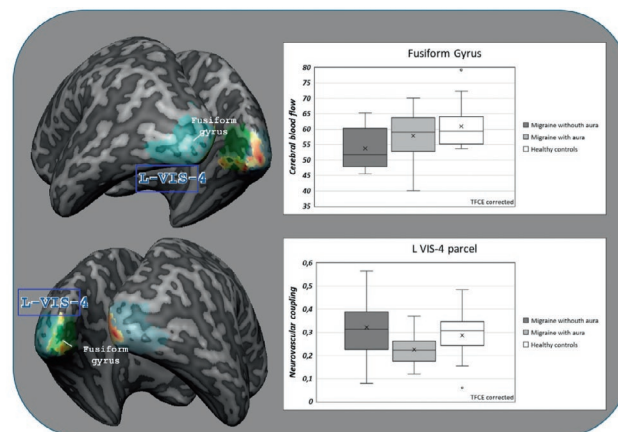 Fusiform
gyrus
L-VIS-4
Fusiform Gyrus
Cerebral blood flow
80
75
70
65
60
55
50
45
40
35
Migraine withouth aura
Migraine with aura
Healthy controls
TFCE corrected
L-VIS-4
Fusiform
gyrus
L VIS-4 parcel
Neurovascular coupling
0,6
0,5
0,4
0,3
0,2
0,1
0
Migraine withouth aura
Migraine with aura
Healthy controls
TFCE corrected